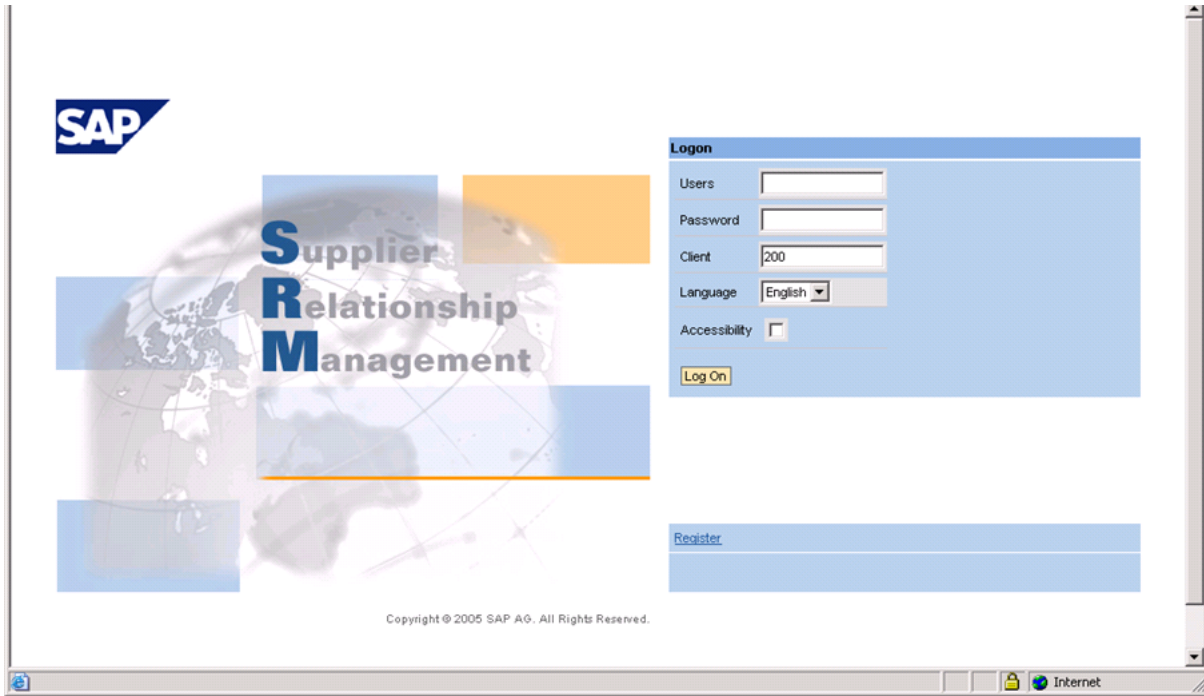 SAP
Supplier
Relationship
Management
Logon
Users
Password
Client 200
Language English
Accessibility
Log On
Register
Copyright © 2005 SAP AG. All Rights Reserved.
Internet